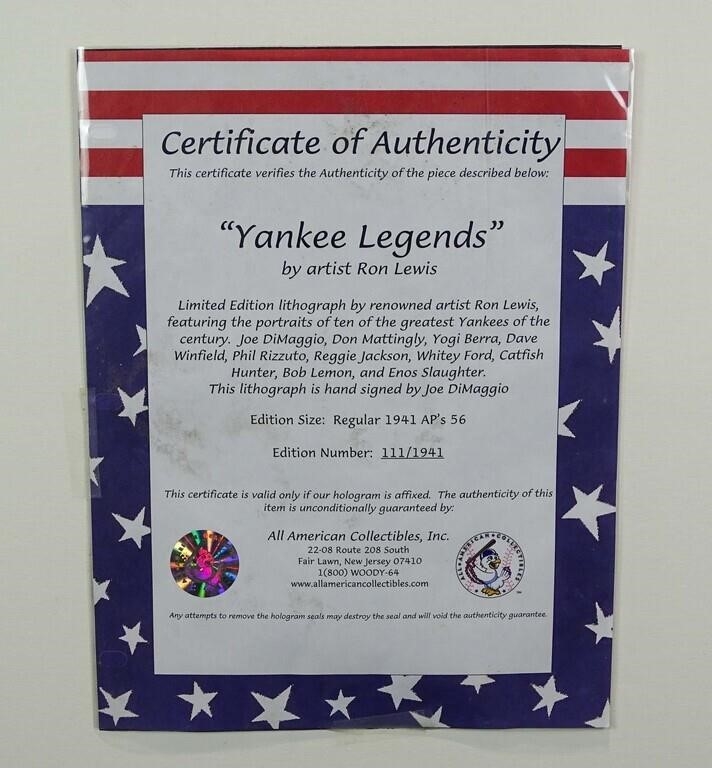 Certificate of Authenticity
This certificate verifies the Authenticity of the piece described below:
“Yankee Legends”
by artist Ron Lewis
Limited Edition lithograph by renowned artist Ron Lewis,
featuring the portraits of ten of the greatest Yankees of the
century. Joe DiMaggio, Don Mattingly, Yogi Berra, Dave
Winfield, Phil Rizzuto, Reggie Jackson, Whitey Ford, Catfish
Hunter, Bob Lemon, and Enos Slaughter.
This lithograph is hand signed by Joe DiMaggio
Edition Size: Regular 1941 AP's 56
Edition Number: 111/1941
This certificate is valid only if our hologram is affixed. The authenticity of this
item is unconditionally guaranteed by:
All American Collectibles, Inc.
22-08 Route 208 South
Fair Lawn, New Jersey 07410
1(800) WOODY-64
www.allamericancollectibles.com
ALL★AMERICAN★COLLECTIBLES
TM
Any attempts to remove the hologram seals may destroy the seal and will void the authenticity guarantee.